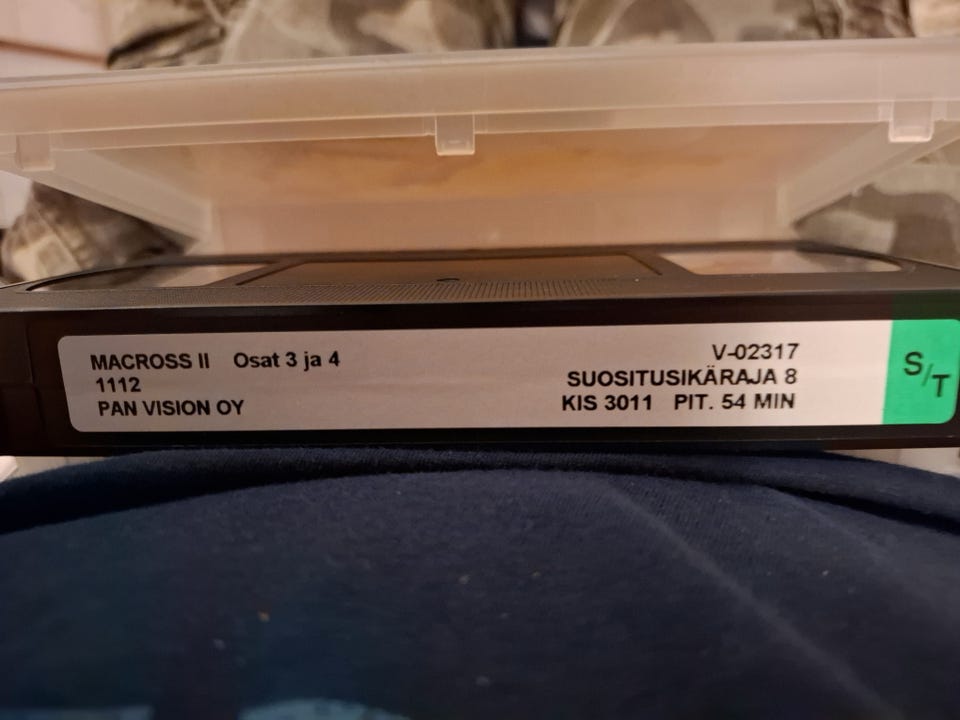 MACROSS II Osat 3 ja 4
1112
PAN VISION OY
V-02317
SUOSITUSIKÄRAJA 8
KIS 3011 PIT. 54 MIN
S/T